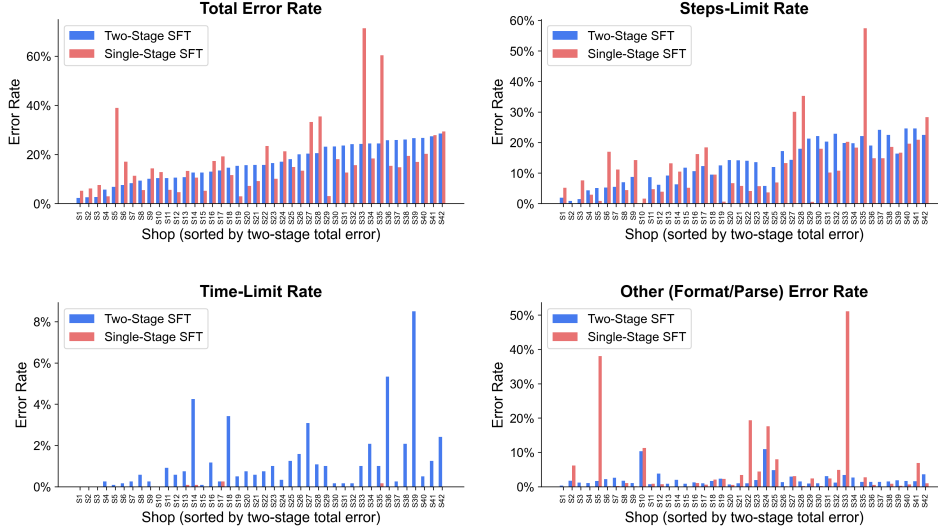 Total Error Rate
Two-Stage SFT
Single-Stage SFT
60%
40%
20%
0%
Error Rate
S1 S2 S3 S4 S5 S6 S7 S8 S9 S10 S11 S12 S13 S14 S15 S16 S17 S18 S19 S20 S21 S22 S24 S25 S26 S27 S28 S29 S30 S31 S32 S33 S34 S35 S36 S37 S38 S39 S40 S41 S42
Shop (sorted by two-stage total error)
Steps-Limit Rate
Two-Stage SFT
Single-Stage SFT
60%
50%
40%
30%
20%
10%
0%
Error Rate
S1 S2 S3 S4 S5 S6 S7 S8 S9 S10 S11 S12 S13 S14 S15 S16 S17 S18 S19 S20 S21 S22 S24 S25 S26 S27 S28 S29 S30 S31 S32 S33 S34 S35 S36 S37 S38 S39 S40 S41 S42
Shop (sorted by two-stage total error)
Time-Limit Rate
Two-Stage SFT
Single-Stage SFT
8%
6%
4%
2%
0%
Error Rate
S1 S2 S3 S4 S5 S6 S7 S8 S9 S10 S11 S12 S13 S14 S15 S16 S17 S18 S19 S20 S21 S22 S24 S25 S26 S27 S28 S29 S30 S31 S32 S33 S34 S35 S36 S37 S38 S39 S40 S41 S42
Shop (sorted by two-stage total error)
Other (Format/Parse) Error Rate
Two-Stage SFT
Single-Stage SFT
50%
40%
30%
20%
10%
0%
Error Rate
S1 S2 S3 S4 S5 S6 S7 S8 S9 S10 S11 S12 S13 S14 S15 S16 S17 S18 S19 S20 S21 S22 S24 S25 S26 S27 S28 S29 S30 S31 S32 S33 S34 S35 S36 S37 S38 S39 S40 S41 S42
Shop (sorted by two-stage total error)